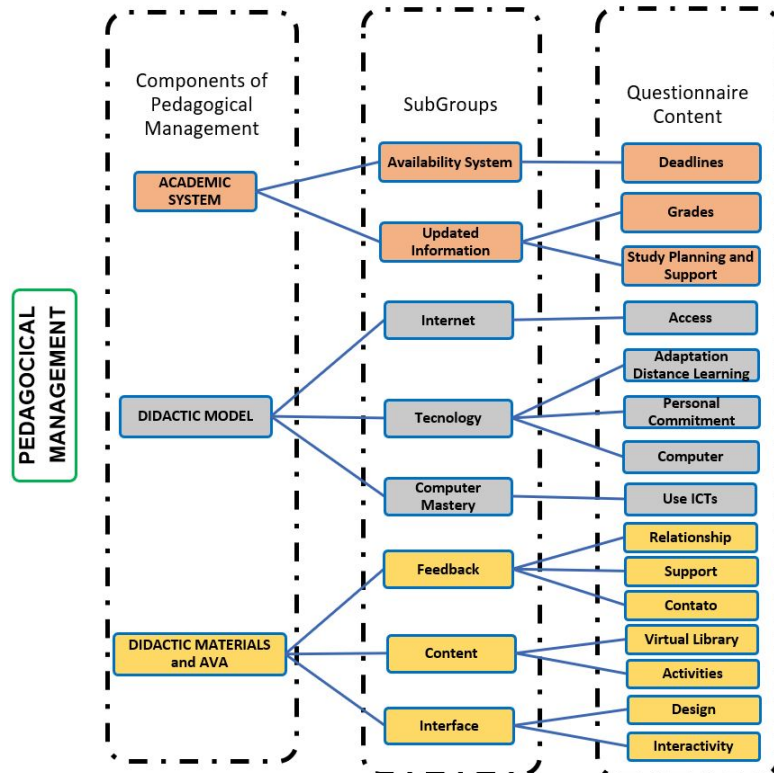 Components of
Pedagogical
Management
SubGroups
Questionnaire
Content
PEDAGOCICAL
MANAGEMENT
ACADEMIC
SYSTEM
Availability System
Deadlines
Updated
Information
Grades
Study Planning and
Support
DIDACTIC MODEL
Internet
Access
Tecnology
Adaptation
Distance Learning
Personal
Commitment
Computer
Computer
Mastery
Use ICTs
DIDACTIC MATERIALS
and AVA
Feedback
Relationship
Support
Contato
Content
Virtual Library
Activities
Interface
Design
Interactivity